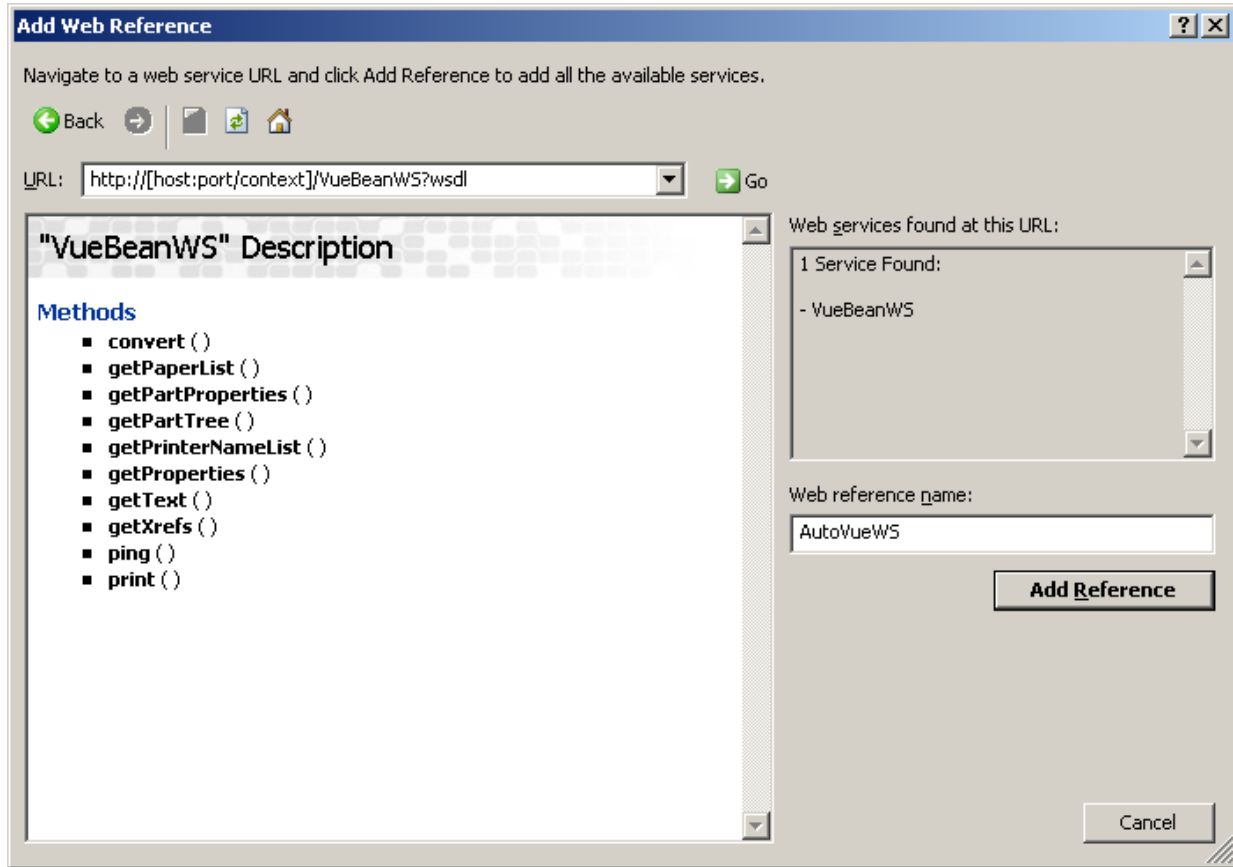 Add Web Reference
Navigate to a web service URL and click Add Reference to add all the available services.
Back
URL: http://[host:port/context]/VueBeanWS?wsdl Go
"VueBeanWS" Description
Methods
convert ( )
getPaperList ( )
getPartProperties ( )
getPartTree ( )
getPrinterNameList ( )
getProperties ( )
getText ( )
getXrefs ( )
ping ( )
print ( )
Web services found at this URL:
1 Service Found:
- VueBeanWS
Web reference name:
AutoVueWS
Add Reference
Cancel